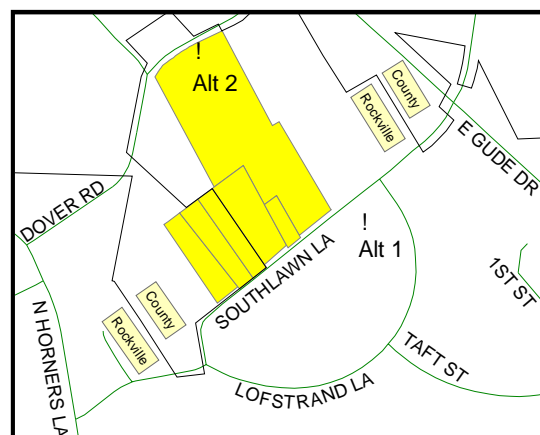 !
Alt 2
County
Rockville
E GUDE DR
DOVER RD
!
Alt 1
SOUTHLAWN LA
1ST ST
County
Rockville
N HORNERS LA
TAFT ST
LOFSTRAND LA